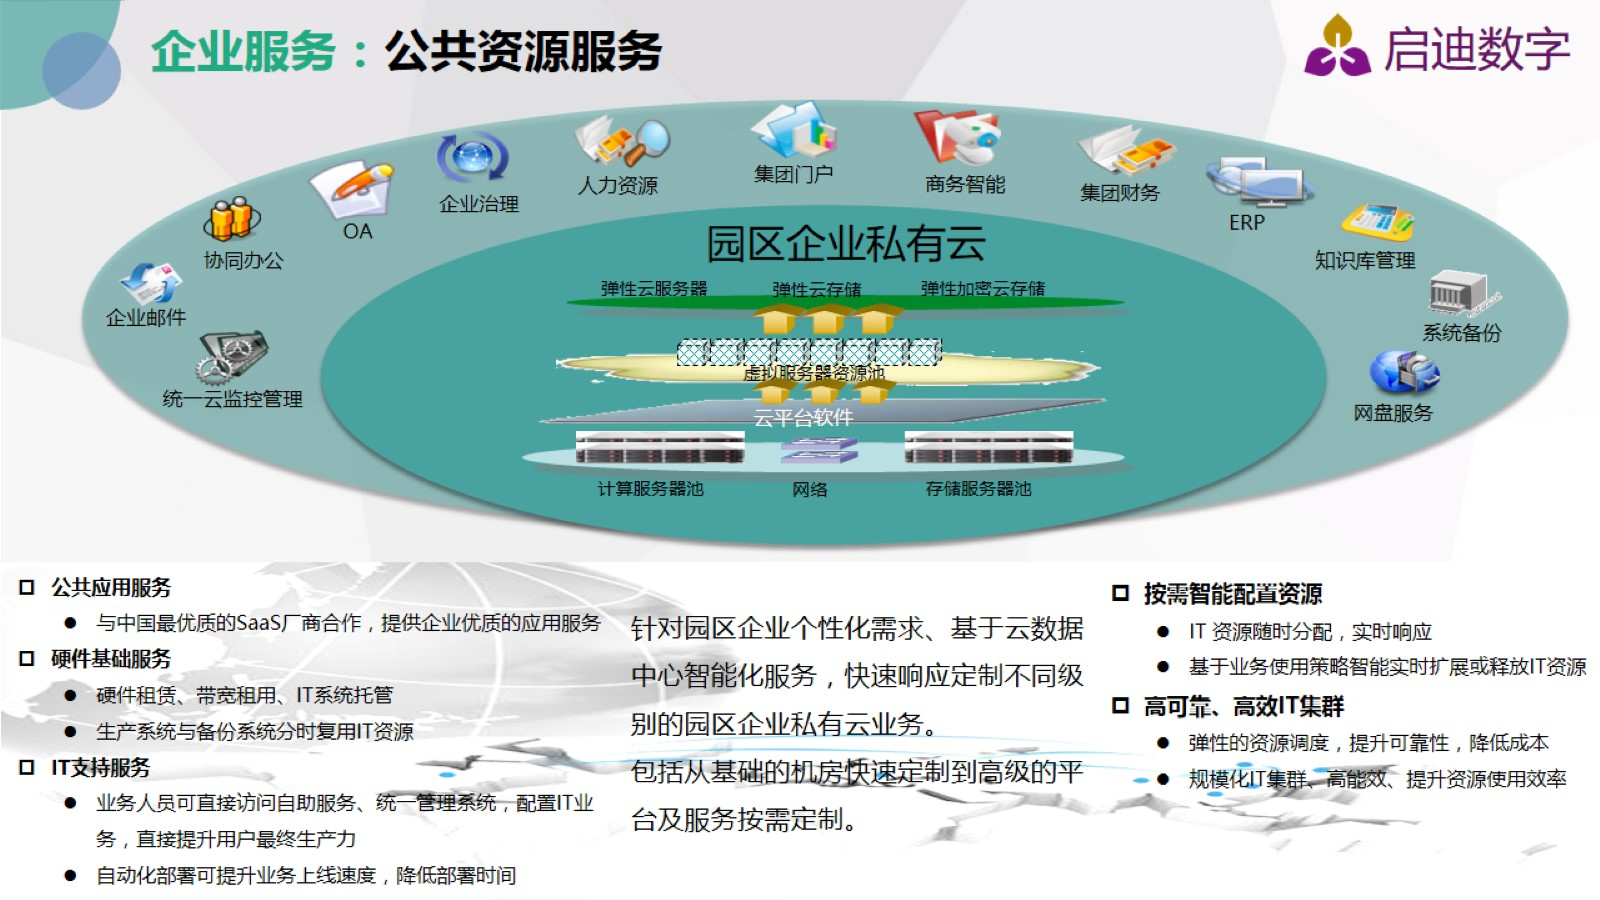 企业服务：公共资源服务
启迪数字
集团门户
人力资源
商务智能
集团财务
企业治理
ERP
OA
知识库管理
协同办公
企业邮件
系统备份
统一云监控管理
网盘服务
园区企业私有云
弹性云服务器
弹性云存储
弹性加密云存储
虚拟服务器资源池
云平台软件
计算服务器池
网络
存储服务器池
公共应用服务
与中国最优质的SaaS厂商合作，提供企业优质的应用服务
硬件基础服务
硬件租赁、带宽租用、IT系统托管
生产系统与备份系统分时复用IT资源
IT支持服务
业务人员可直接访问自助服务、统一管理系统，配置IT业
务，直接提升用户最终生产力
自动化部署可提升业务上线速度，降低部署时间
针对园区企业个性化需求、基于云数据
中心智能化服务，快速响应定制不同级
别的园区企业私有云业务。
包括从基础的机房快速定制到高级的平
台及服务按需定制。
按需智能配置资源
IT 资源随时分配，实时响应
基于业务使用策略智能实时扩展或释放IT资源
高可靠、高效IT集群
弹性的资源调度，提升可靠性，降低成本
规模化IT集群、高能效、提升资源使用效率